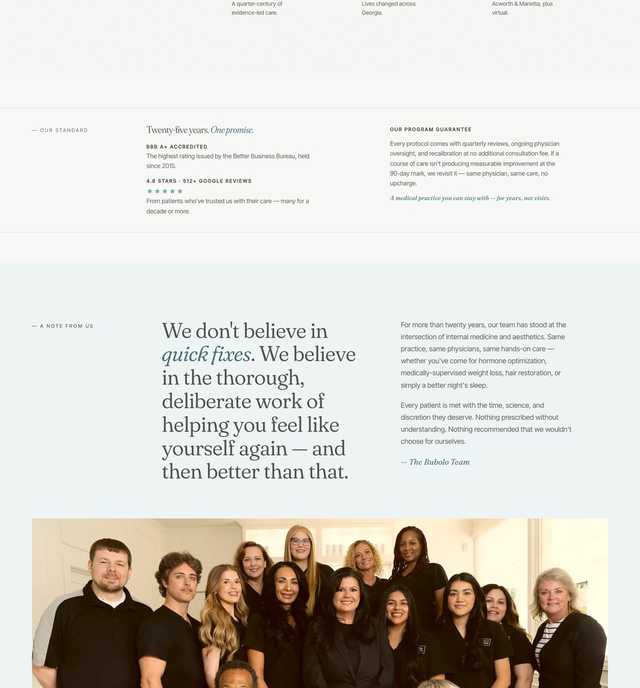 A quarter-century of
evidence-led care.
Lives changed across
Georgia.
Acworth & Marietta, plus
virtual.
— OUR STANDARD
Twenty-five years. One promise.
BBB A+ ACCREDITED
The highest rating issued by the Better Business Bureau, held
since 2015.
4.8 STARS · 512+ GOOGLE REVIEWS
★★★★★
From patients who've trusted us with their care — many for a
decade or more.
OUR PROGRAM GUARANTEE
Every protocol comes with quarterly reviews, ongoing physician
oversight, and recalibration at no additional consultation fee. If a
course of care isn't producing measurable improvement at the
90-day mark, we revisit it — same physician, same care, no
upcharge.
A medical practice you can stay with — for years, not visits.
— A NOTE FROM US
We don't believe in
quick fixes. We believe
in the thorough,
deliberate work of
helping you feel like
yourself again — and
then better than that.
For more than twenty years, our team has stood at the
intersection of internal medicine and aesthetics. Same
practice, same physicians, same hands-on care —
whether you've come for hormone optimization,
medically-supervised weight loss, hair restoration, or
simply a better night's sleep.
Every patient is met with the time, science, and
discretion they deserve. Nothing prescribed without
understanding. Nothing recommended that we wouldn't
choose for ourselves.
— The Bubolo Team